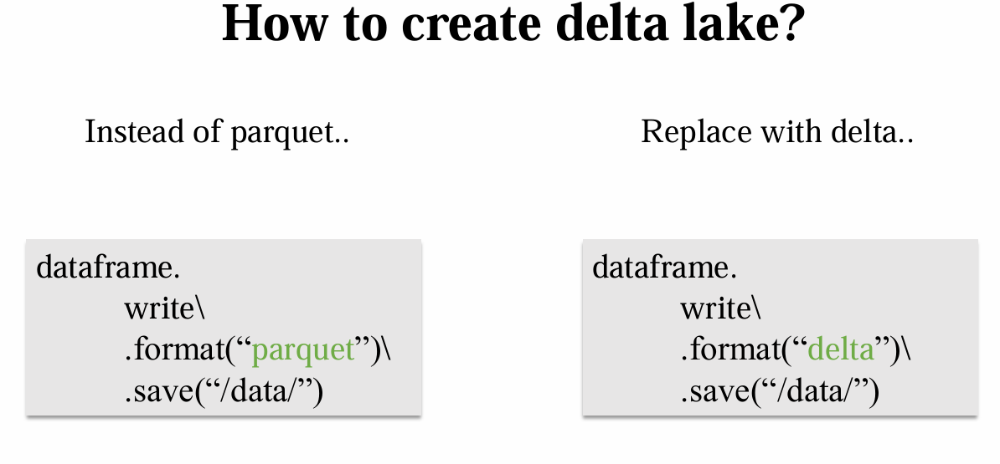 How to create delta lake?
Instead of parquet..
Replace with delta..
dataframe.
write\
.format(“parquet”)\
.save(“/data/”)
dataframe.
write\
.format(“delta”)\
.save(“/data/”)